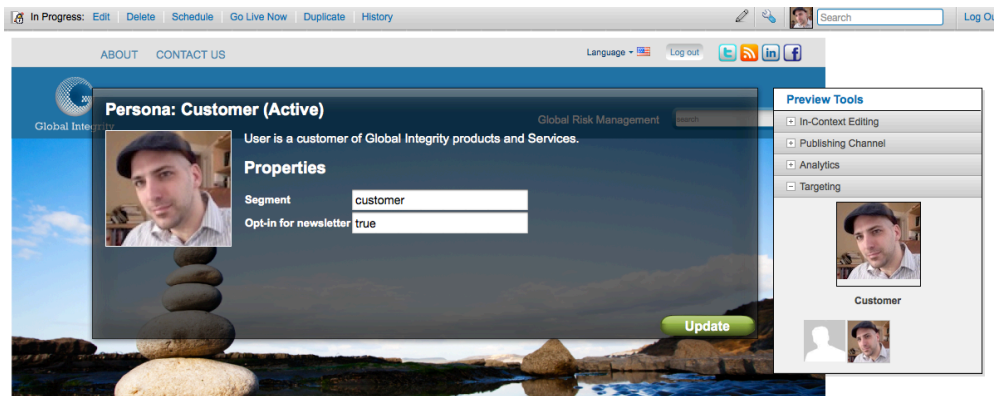 In Progress: Edit Delete Schedule Go Live Now Duplicate History Search Log Ou
ABOUT CONTACT US Language Log out
Preview Tools
Persona: Customer (Active)
Global Integrity Global Risk Management search
In-Context Editing
User is a customer of Global Integrity products and Services.
Publishing Channel
Properties
Analytics
Segment customer
Targeting
Opt-in for newsletter true
Customer
Update